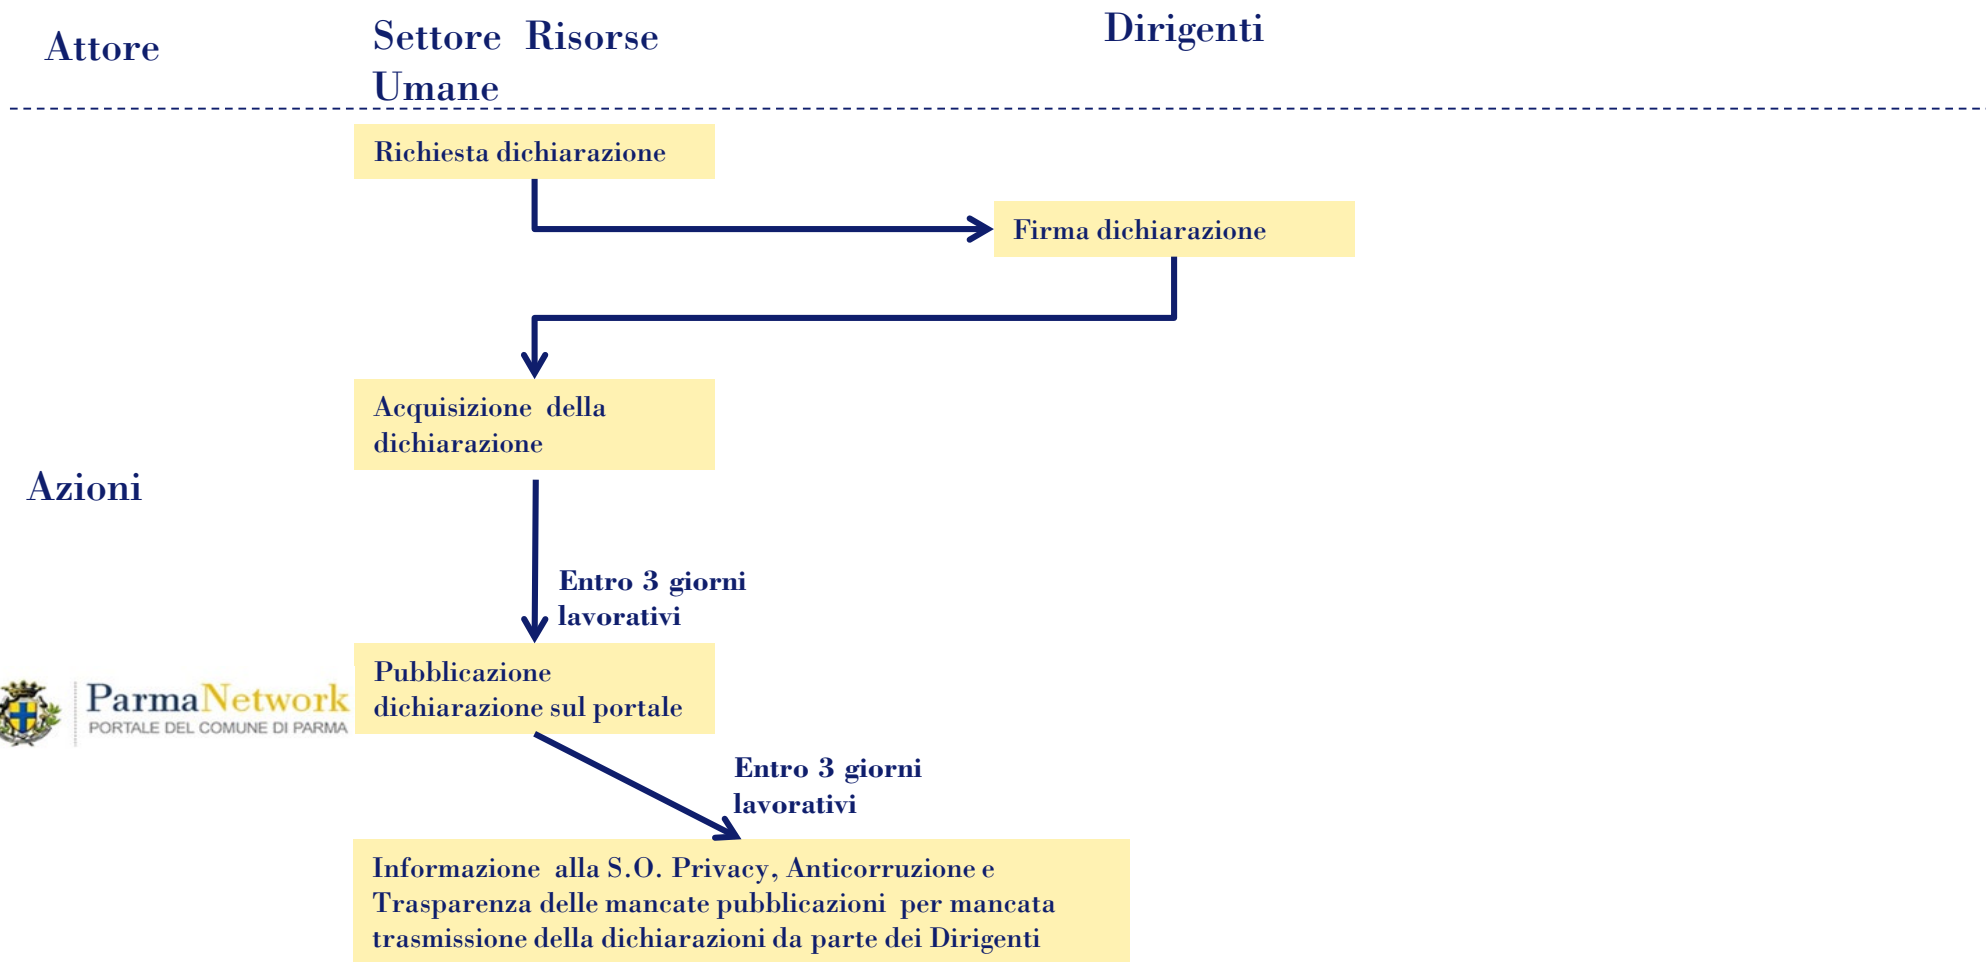 Attore
Settore Risorse
Umane
Dirigenti
Richiesta dichiarazione
Firma dichiarazione
Acquisizione della
dichiarazione
Azioni
Entro 3 giorni
lavorativi
Pubblicazione
dichiarazione sul portale
ParmaNetwork
PORTALE DEL COMUNE DI PARMA
Entro 3 giorni
lavorativi
Informazione alla S.O. Privacy, Anticorruzione e
Trasparenza delle mancate pubblicazioni per mancata
trasmissione della dichiarazioni da parte dei Dirigenti